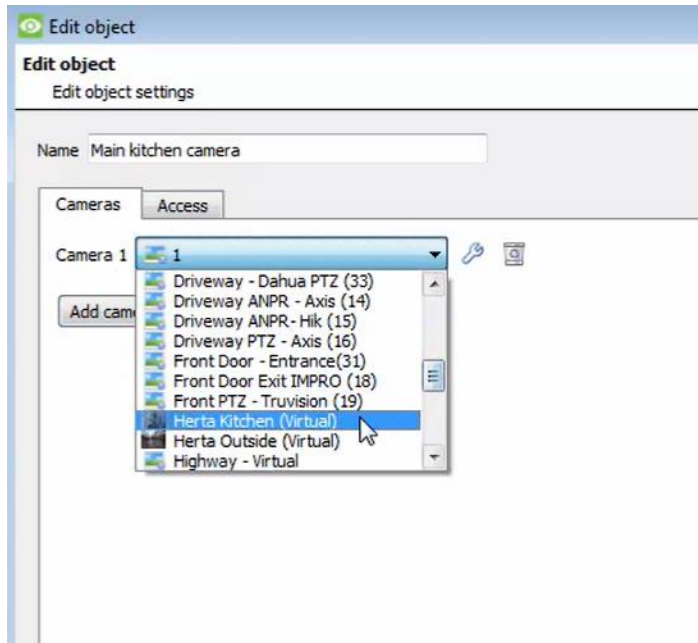 Edit object
Edit object
Edit object settings
Name Main kitchen camera
Cameras Access
Camera 1 1
Driveway - Dahua PTZ (33)
Driveway ANPR - Axis (14)
Add cam
Driveway ANPR- Hik (15)
Driveway PTZ - Axis (16)
Front Door - Entrance(31)
Front Door Exit IMPRO (18)
Front PTZ - Truvision (19)
Herta Kitchen (Virtual)
Herta Outside (Virtual)
Highway - Virtual